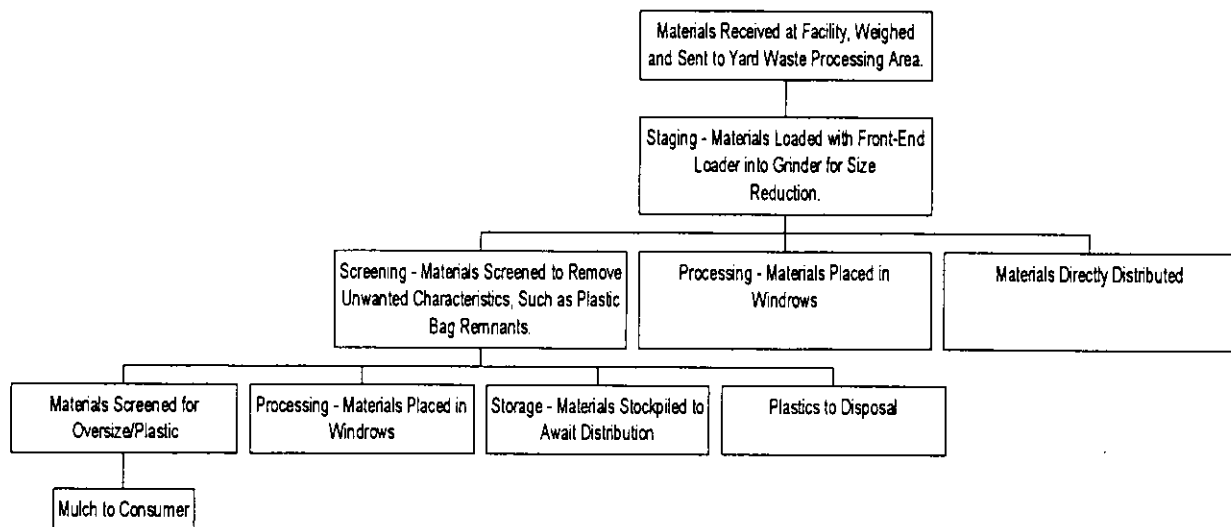 Materials Received at Facility, Weighed
and Sent to Yard Waste Processing Area.
Staging - Materials Loaded with Front-End
Loader into Grinder for Size
Reduction.
Screening - Materials Screened to Remove
Unwanted Characteristics, Such as Plastic
Bag Remnants.
Processing - Materials Placed in
Windrows
Materials Directly Distributed
Materials Screened for
Oversize/Plastic
Processing - Materials Placed in
Windrows
Storage - Materials Stockpiled to
Await Distribution
Plastics to Disposal
Mulch to Consumer